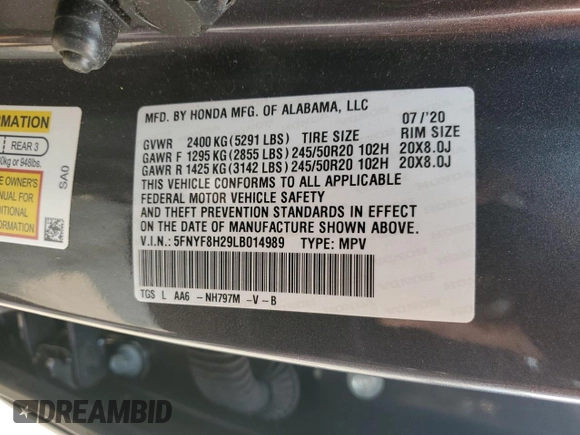 MFD. BY HONDA MFG. OF ALABAMA, LLC 07/'20
GVWR 2400 KG (5291 LBS) TIRE SIZE RIM SIZE
GAWR F 1295 KG (2855 LBS) 245/50R20 102H 20X8.0J
GAWR R 1425 KG (3142 LBS) 245/50R20 102H 20X8.0J
THIS VEHICLE CONFORMS TO ALL APPLICABLE
FEDERAL MOTOR VEHICLE SAFETY
AND THEFT PREVENTION STANDARDS IN EFFECT
ON THE DATE OF MANUFACTURE SHOWN ABOVE.
V.I.N.: 5FNYF8H29LB014989 TYPE: MPV
TGS L AA6 -NH797M -V-B
REAR 3
948lbs.
OWNER'S
MANUAL FOR
SA0
DREAMBID